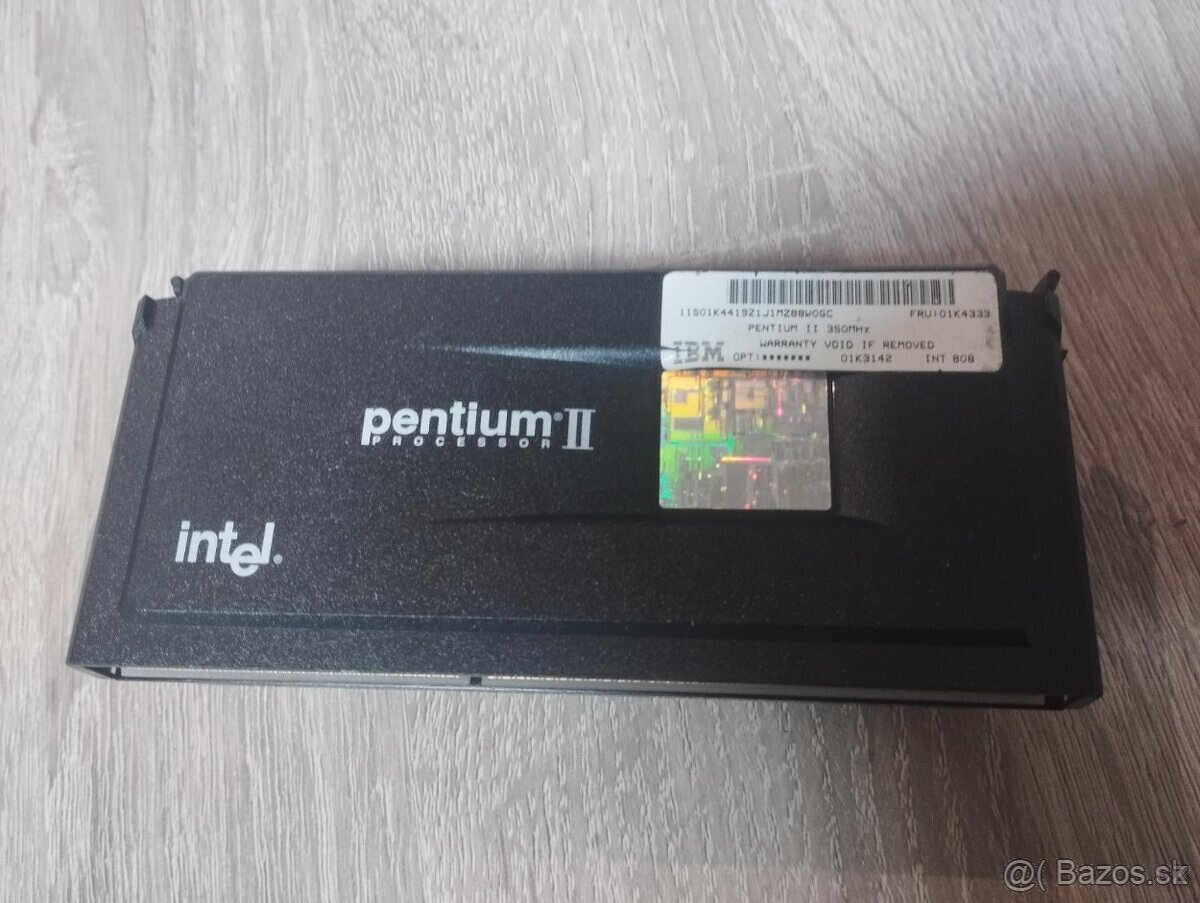 11S01K4419Z1J1MZ88W0GC FRU:01K4333
PENTIUM II 350MHz
WARRANTY VOID IF REMOVED
IBM OPT:******* 01K3142 INT 808
pentium® II
PROCESSOR
intel®
@( Bazos.sk